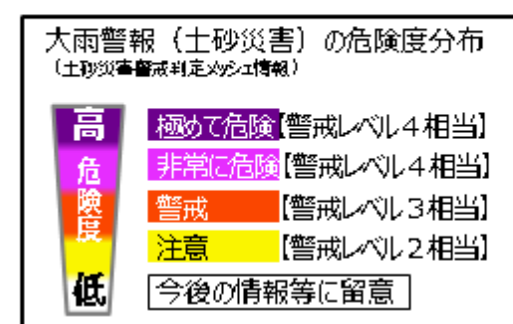 大雨警報（土砂災害）の危険度分布
（土砂災害警戒判定メッシュ情報）
高
危険度
低
極めて危険【警戒レベル４相当】
非常に危険【警戒レベル４相当】
警戒【警戒レベル３相当】
注意【警戒レベル２相当】
今後の情報等に留意